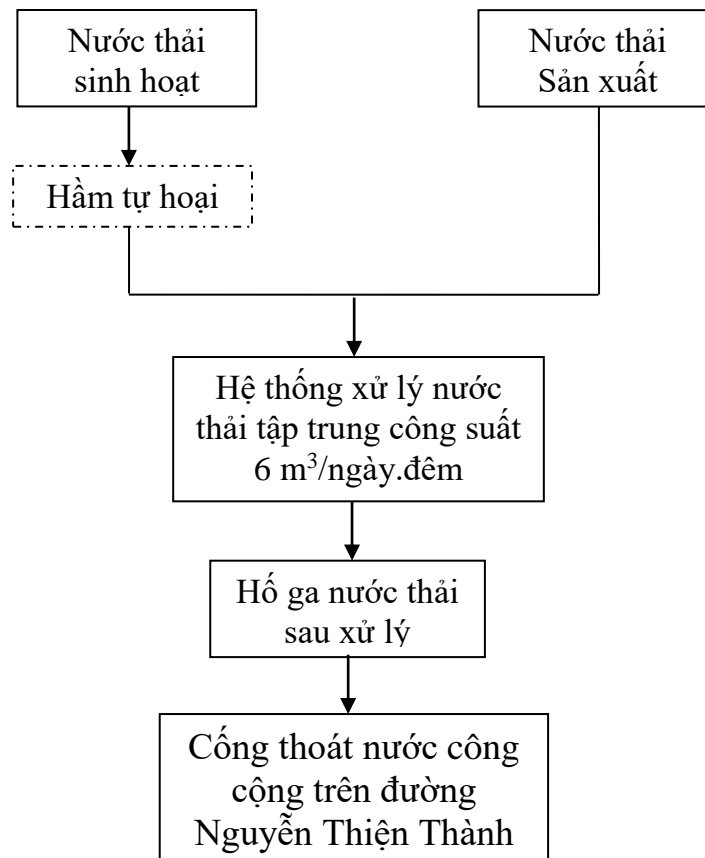 Nước thải
sinh hoạt
Nước thải
Sản xuất
Hầm tự hoại
Hệ thống xử lý nước
thải tập trung công suất
6 m³/ngày.đêm
Hố ga nước thải
sau xử lý
Cống thoát nước công
cộng trên đường
Nguyễn Thiện Thành